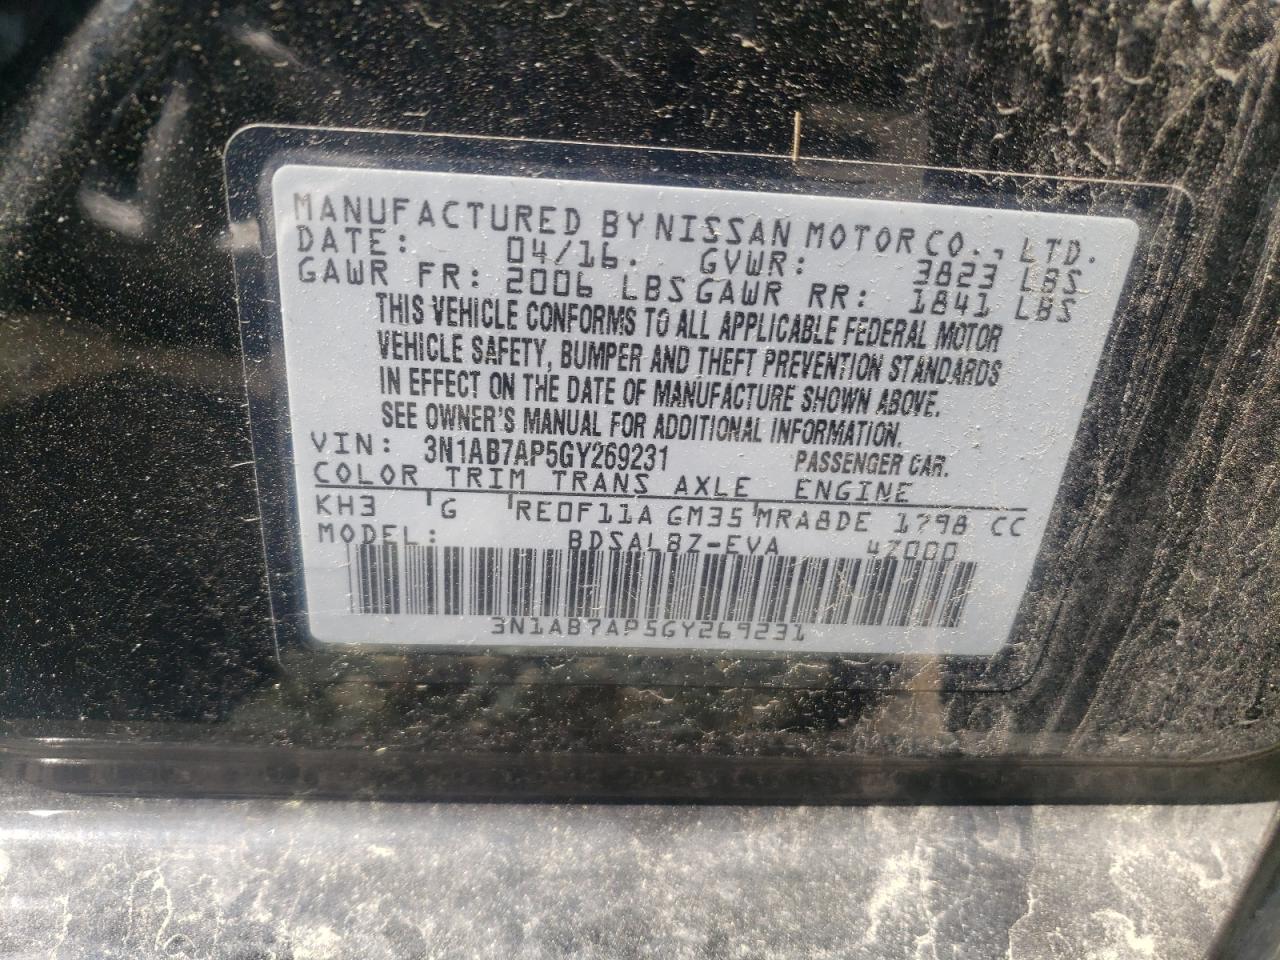 MANUFACTURED BY NISSAN MOTOR CO., LTD.
DATE: 04/16. GVWR: 3823 LBS
GAWR FR: 2006 LBS GAWR RR: 1841 LBS
THIS VEHICLE CONFORMS TO ALL APPLICABLE FEDERAL MOTOR
VEHICLE SAFETY, BUMPER AND THEFT PREVENTION STANDARDS
IN EFFECT ON THE DATE OF MANUFACTURE SHOWN ABOVE.
SEE OWNER'S MANUAL FOR ADDITIONAL INFORMATION.
VIN: 3N1AB7AP5GY269231 PASSENGER CAR.
COLOR TRIM TRANS AXLE ENGINE
KH3 G RE0F11A GM35 MRA8DE 1798 CC
MODEL: BDSALBZ-EVA 47000
3N1AB7AP5GY269231